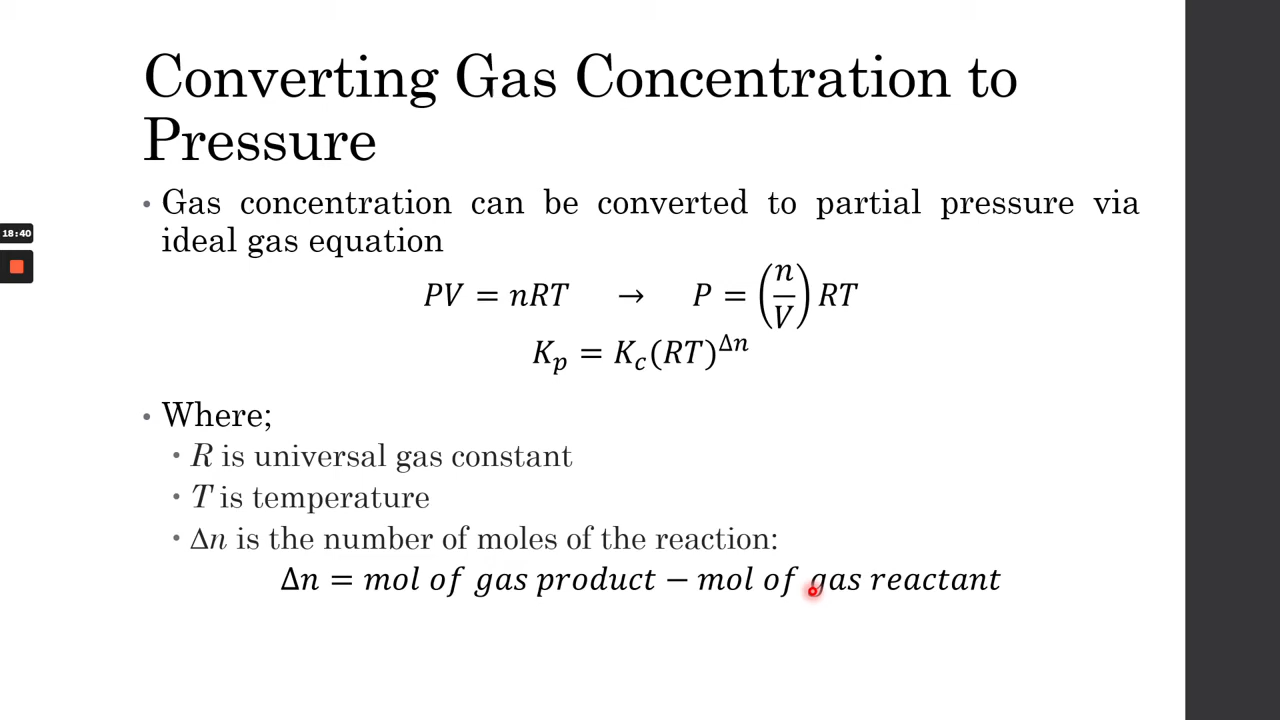 Converting Gas Concentration to
Pressure
• Gas concentration can be converted to partial pressure via
18:40
ideal gas equation
PV = nRT → P = (n/V) RT
K_p = K_c(RT)^Δn
• Where;
• R is universal gas constant
• T is temperature
• Δn is the number of moles of the reaction:
Δn = mol of gas product − mol of gas reactant